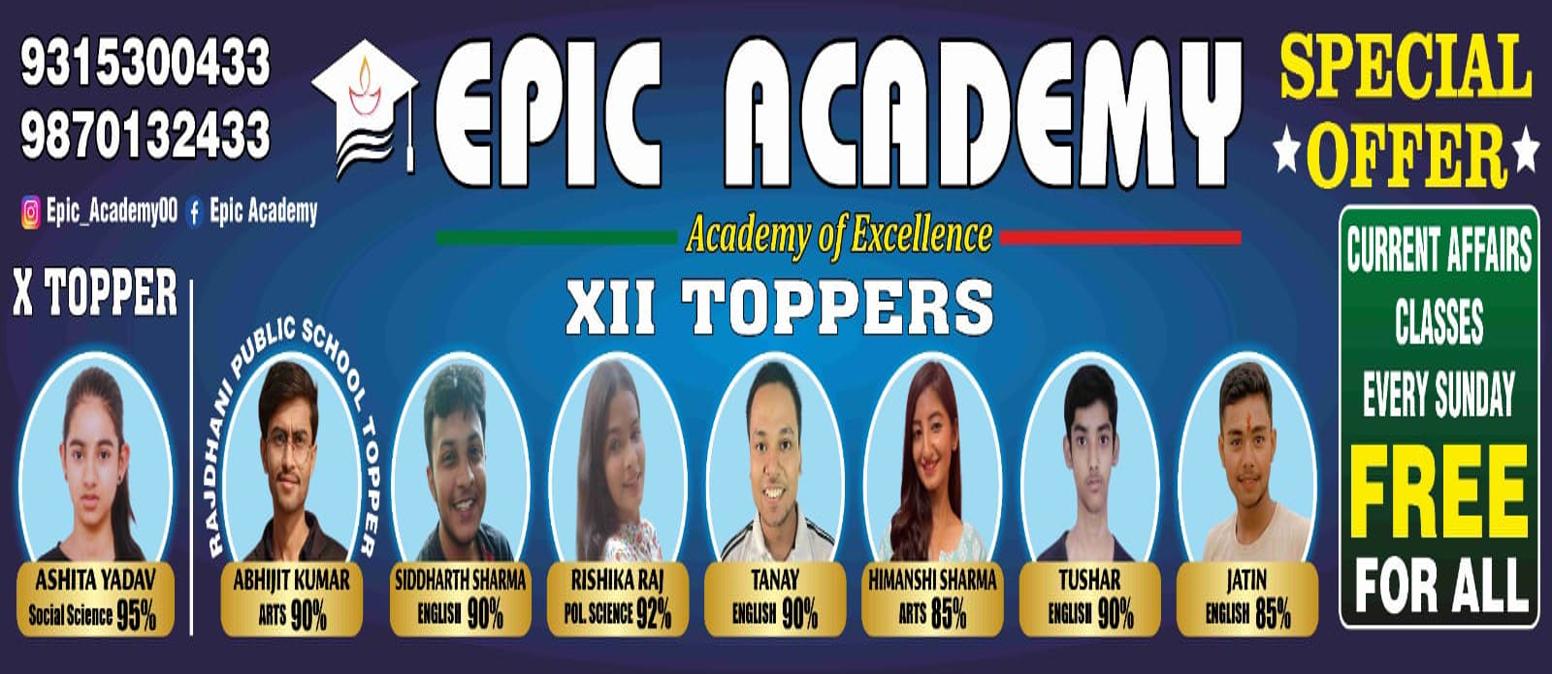 9315300433
9870132433
Epic_Academy00 Epic Academy
EPIC ACADEMY
Academy of Excellence
SPECIAL
OFFER
CURRENT AFFAIRS
CLASSES
EVERY SUNDAY
FREE
FOR ALL
X TOPPER
XII TOPPERS
RAJDHANI PUBLIC SCHOOL TOPPER
ASHITA YADAV
Social Science 95%
ABHIJIT KUMAR
ARTS 90%
SIDDHARTH SHARMA
ENGLISH 90%
RISHIKA RAJ
POL. SCIENCE 92%
TANAY
ENGLISH 90%
HIMANSHI SHARMA
ARTS 85%
TUSHAR
ENGLISH 90%
JATIN
ENGLISH 85%